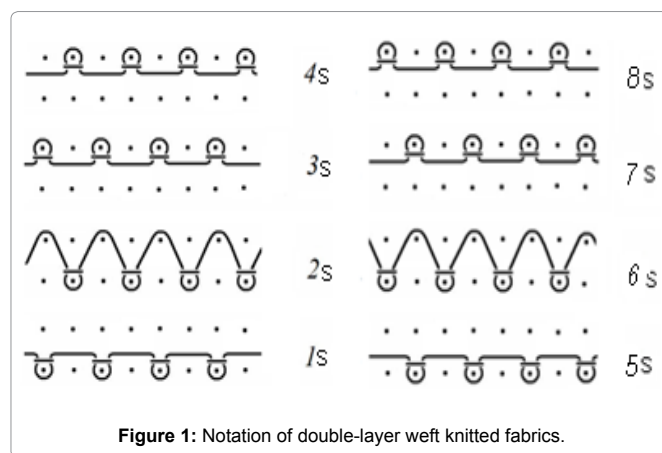 4s
8s
3s
7s
2s
6s
1s
5s
Figure 1: Notation of double-layer weft knitted fabrics.